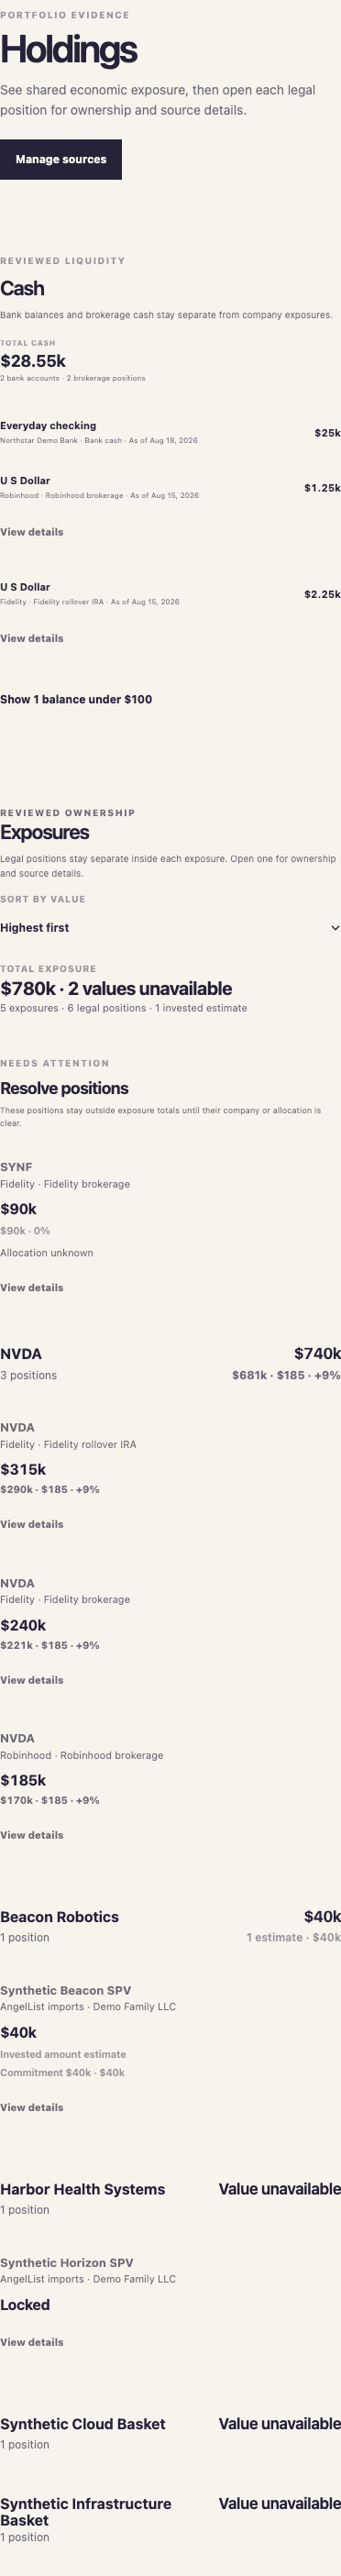 PORTFOLIO EVIDENCE
Holdings
See shared economic exposure, then open each legal
position for ownership and source details.
Manage sources
REVIEWED LIQUIDITY
Cash
Bank balances and brokerage cash stay separate from company exposures.
TOTAL CASH
$28.55k
2 bank accounts · 2 brokerage positions
Everyday checking
$25k
Northstar Demo Bank · Bank cash · As of Aug 18, 2026
U S Dollar
$1.25k
Robinhood · Robinhood brokerage · As of Aug 15, 2026
View details
U S Dollar
$2.25k
Fidelity · Fidelity rollover IRA · As of Aug 15, 2026
View details
Show 1 balance under $100
REVIEWED OWNERSHIP
Exposures
Legal positions stay separate inside each exposure. Open one for ownership
and source details.
SORT BY VALUE
Highest first
TOTAL EXPOSURE
$780k · 2 values unavailable
5 exposures · 6 legal positions · 1 invested estimate
NEEDS ATTENTION
Resolve positions
These positions stay outside exposure totals until their company or allocation is
clear.
SYNF
Fidelity · Fidelity brokerage
$90k
$90k · 0%
Allocation unknown
View details
NVDA $740k
3 positions $681k · $185 · +9%
NVDA
Fidelity · Fidelity rollover IRA
$315k
$290k · $185 · +9%
View details
NVDA
Fidelity · Fidelity brokerage
$240k
$221k · $185 · +9%
View details
NVDA
Robinhood · Robinhood brokerage
$185k
$170k · $185 · +9%
View details
Beacon Robotics $40k
1 position 1 estimate · $40k
Synthetic Beacon SPV
AngelList imports · Demo Family LLC
$40k
Invested amount estimate
Commitment $40k · $40k
View details
Harbor Health Systems Value unavailable
1 position
Synthetic Horizon SPV
AngelList imports · Demo Family LLC
Locked
View details
Synthetic Cloud Basket Value unavailable
1 position
Synthetic Infrastructure Value unavailable
Basket
1 position